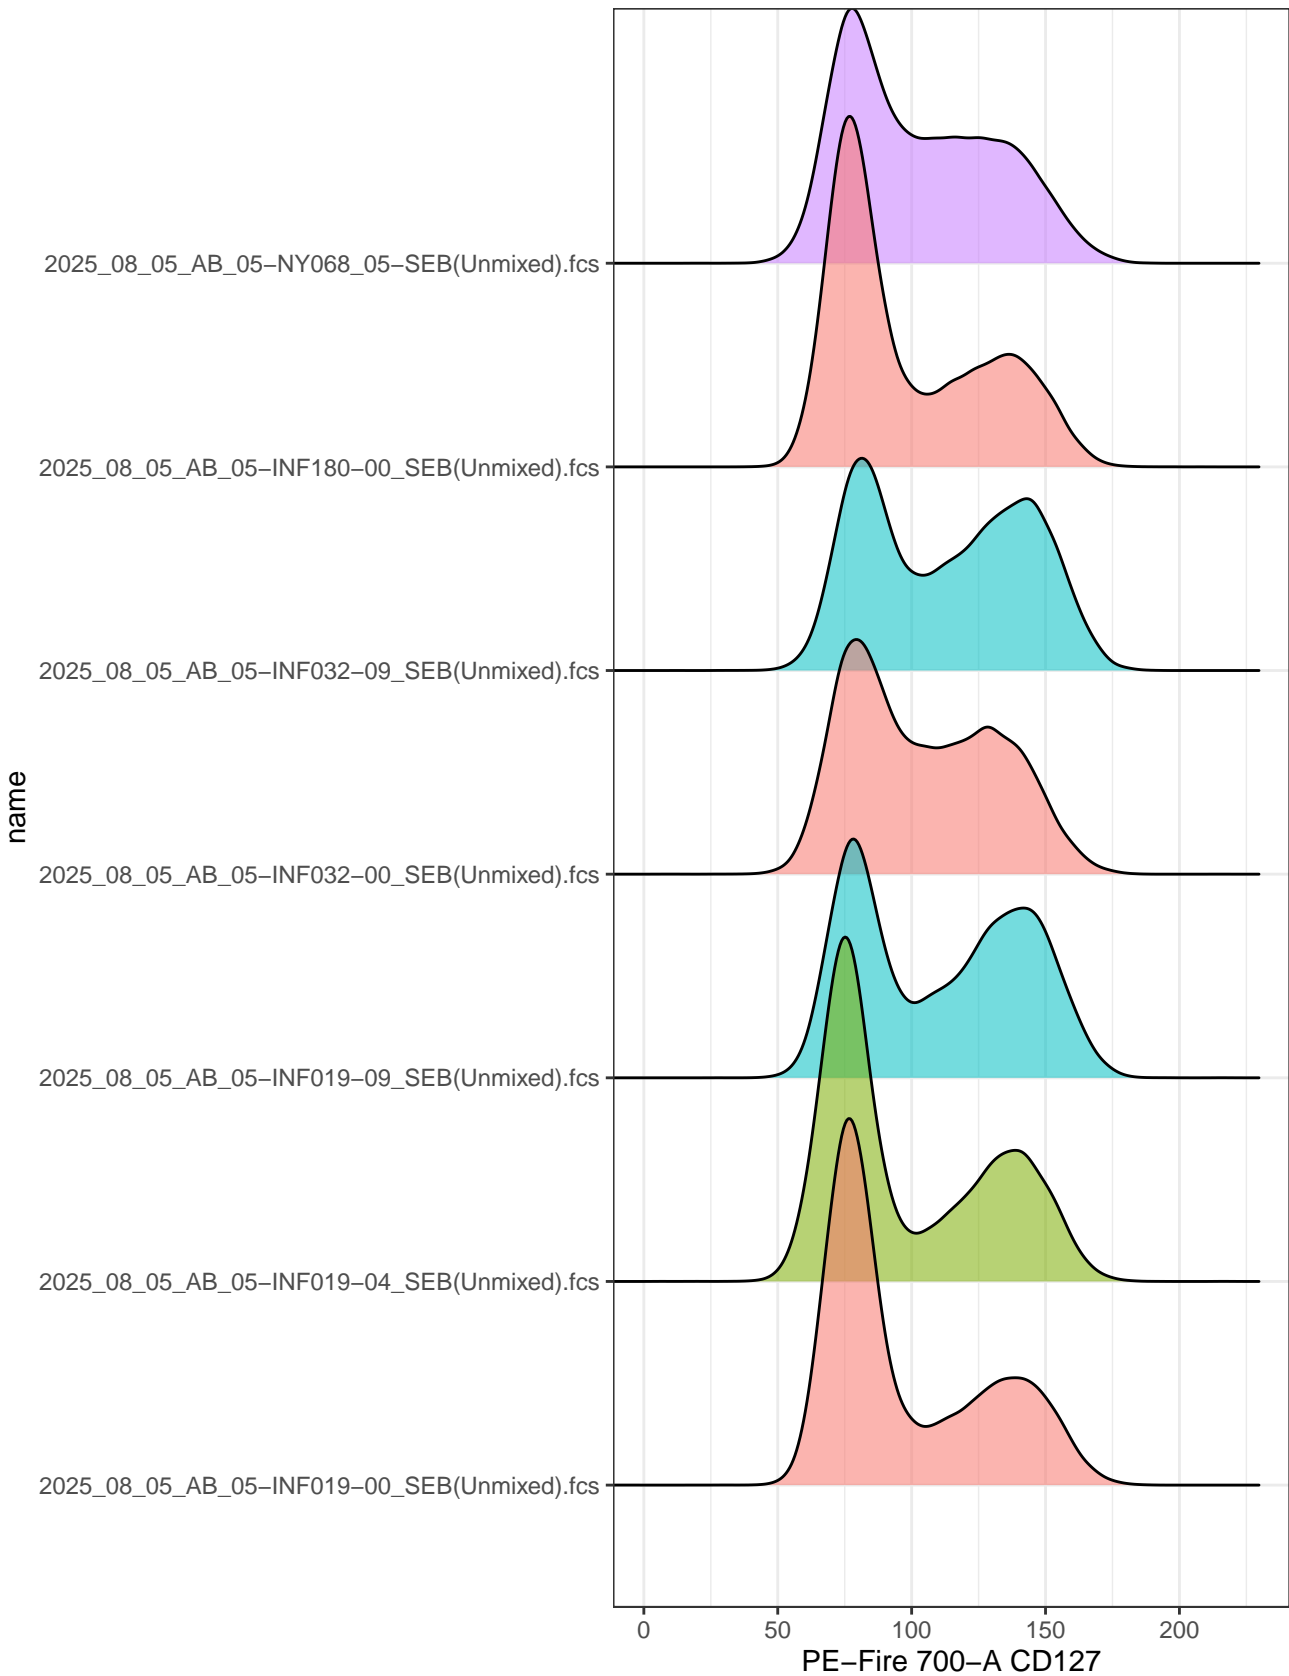 2025_08_05_AB_05−NY068_05−SEB(Unmixed).fcs
2025_08_05_AB_05−INF180−00_SEB(Unmixed).fcs
2025_08_05_AB_05−INF032−09_SEB(Unmixed).fcs
2025_08_05_AB_05−INF032−00_SEB(Unmixed).fcs
2025_08_05_AB_05−INF019−09_SEB(Unmixed).fcs
2025_08_05_AB_05−INF019−04_SEB(Unmixed).fcs
2025_08_05_AB_05−INF019−00_SEB(Unmixed).fcs
name
0 50 100 150 200
PE−Fire 700−A CD127